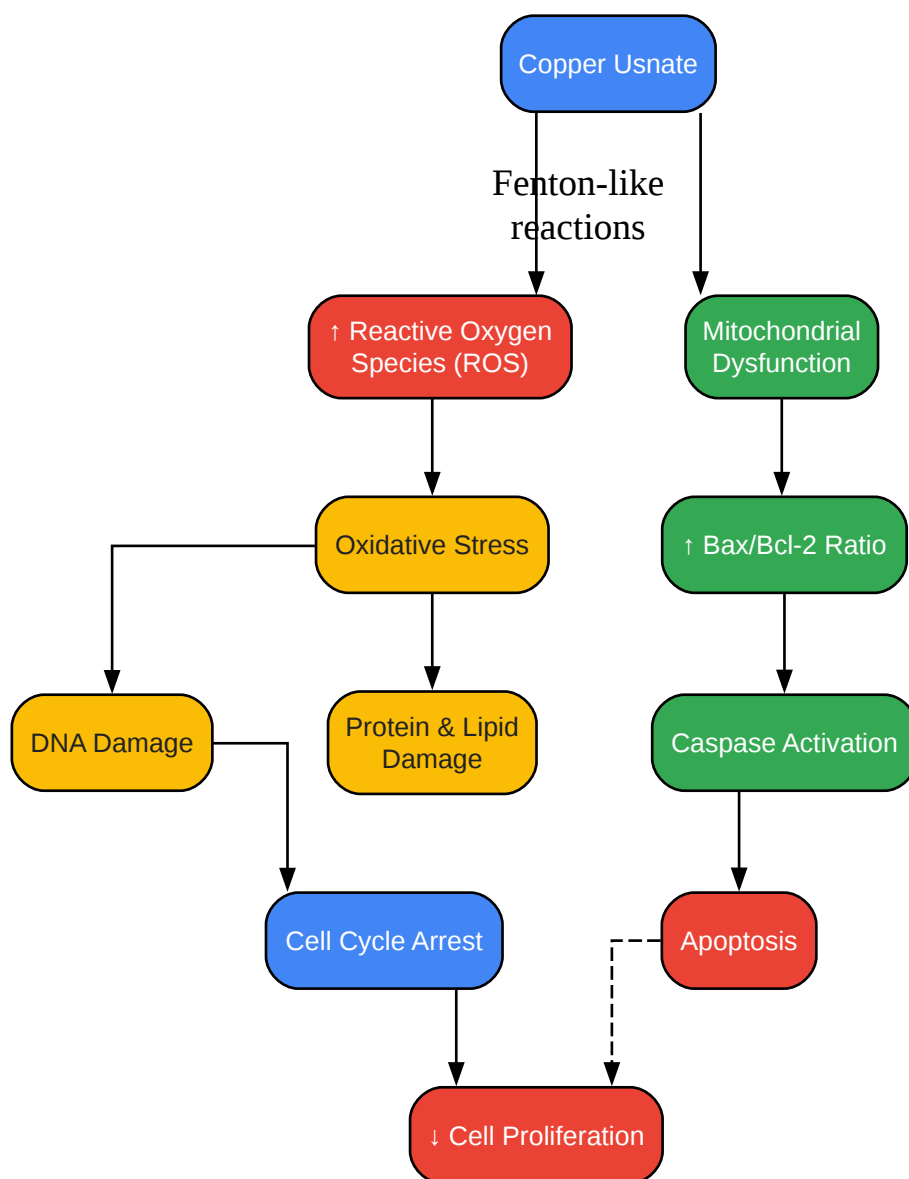 Copper Usnate
Fenton-like
reactions
↑ Reactive Oxygen
Species (ROS)
Mitochondrial
Dysfunction
Oxidative Stress
↑ Bax/Bcl-2 Ratio
DNA Damage
Protein & Lipid
Damage
Caspase Activation
Cell Cycle Arrest
Apoptosis
↓ Cell Proliferation